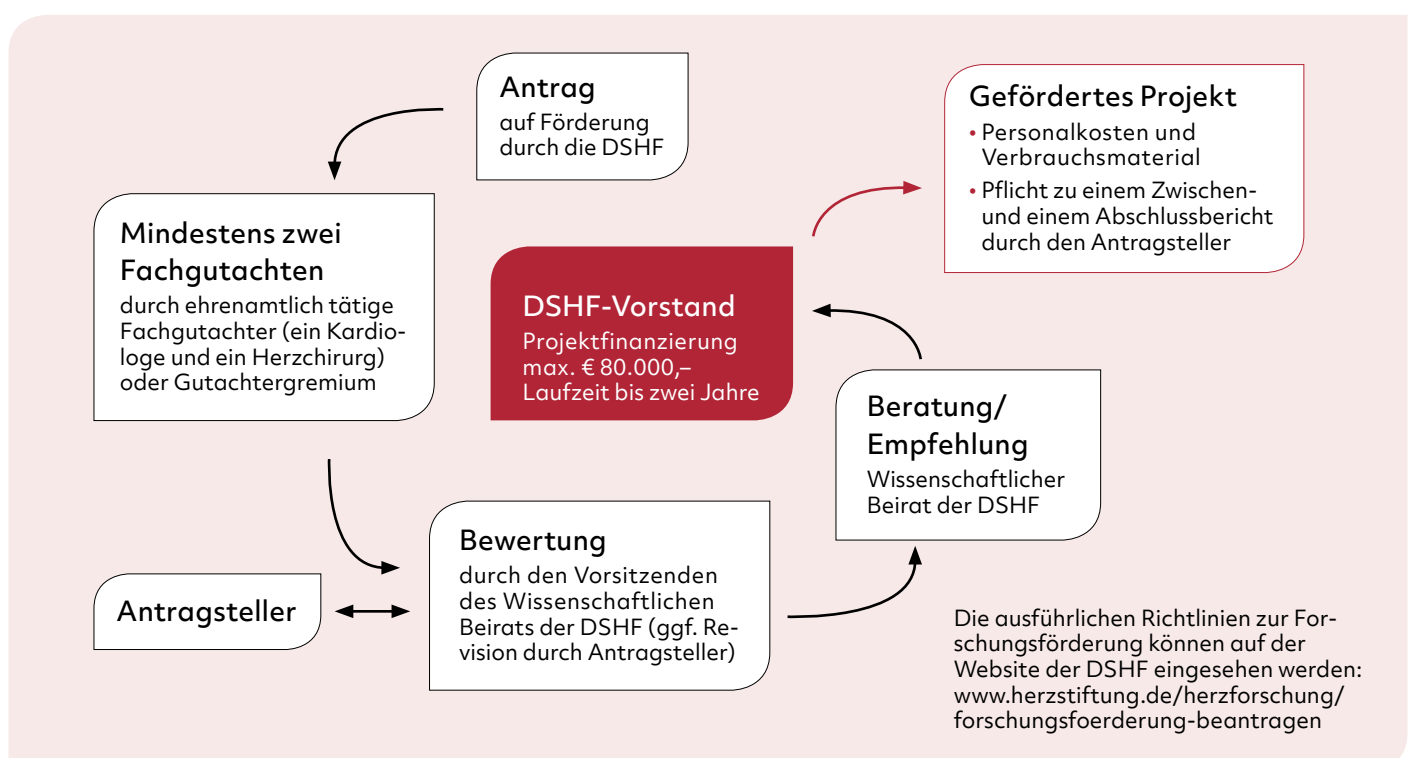 Antrag
auf Förderung
durch die DSHF
Mindestens zwei
Fachgutachten
durch ehrenamtlich tätige
Fachgutachter (ein Kardio-
loge und ein Herzchirurg)
oder Gutachtergremium
Antragsteller
Bewertung
durch den Vorsitzenden
des Wissenschaftlichen
Beirats der DSHF (ggf. Re-
vision durch Antragsteller)
Beratung/
Empfehlung
Wissenschaftlicher
Beirat der DSHF
DSHF-Vorstand
Projektfinanzierung
max. € 80.000,–
Laufzeit bis zwei Jahre
Gefördertes Projekt
• Personalkosten und
Verbrauchsmaterial
• Pflicht zu einem Zwischen-
und einem Abschlussbericht
durch den Antragsteller
Die ausführlichen Richtlinien zur For-
schungsförderung können auf der
Website der DSHF eingesehen werden:
www.herzstiftung.de/herzforschung/
forschungsfoerderung-beantragen